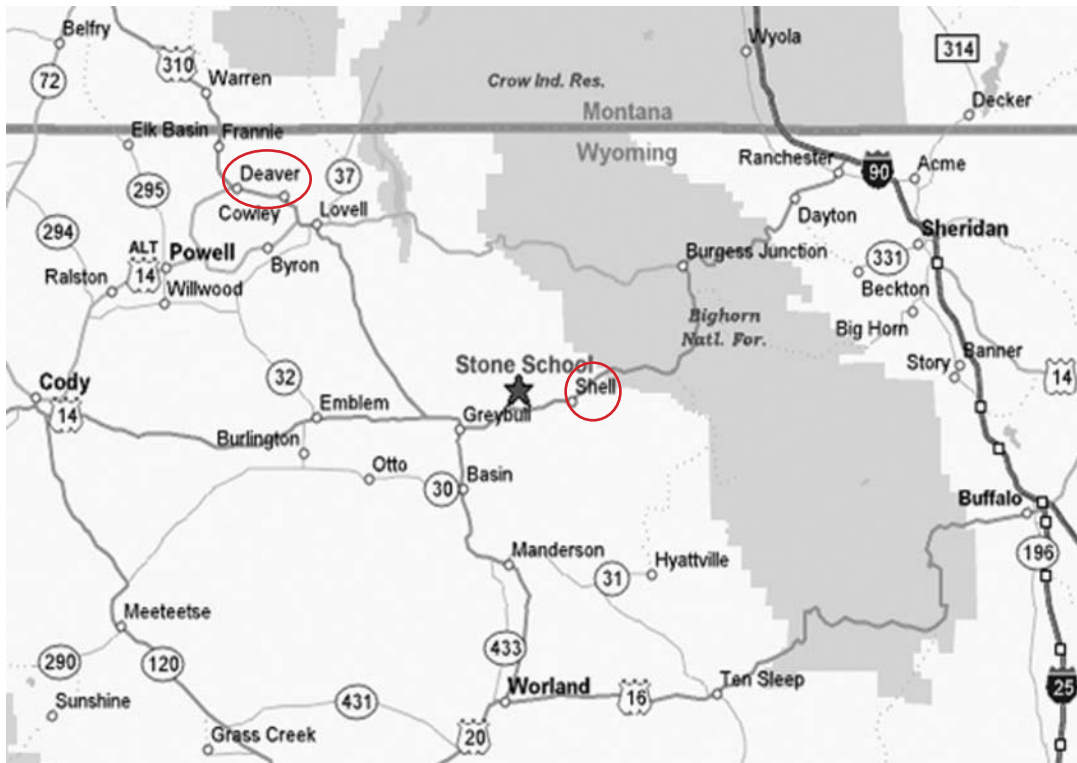 Belfry
Wyola
314
310
72
Warren
Crow Ind. Res.
Decker
Montana
Elk Basin
Frannie
Wyoming
Ranchester
Acme
90
Deaver
37
295
Cowley
Lovell
Dayton
294
Sheridan
ALT
14
Powell
Burgess Junction
331
Ralston
Byron
Beckton
Willwood
Bighorn
Natl. For.
Big Horn
Stone School
Story
Banner
14
Cody
14
32
Shell
Emblem
Greybull
Burlington
Otto
30
Basin
Buffalo
Manderson
31
Hyattville
196
Meeteetse
290
120
433
Ten Sleep
25
Sunshine
431
Worland
16
20
Grass Creek